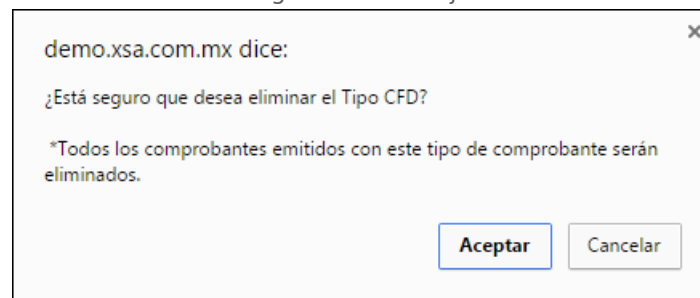 demo.xsa.com.mx dice:
¿Está seguro que desea eliminar el Tipo CFD?
*Todos los comprobantes emitidos con este tipo de comprobante serán
eliminados.
Aceptar Cancelar